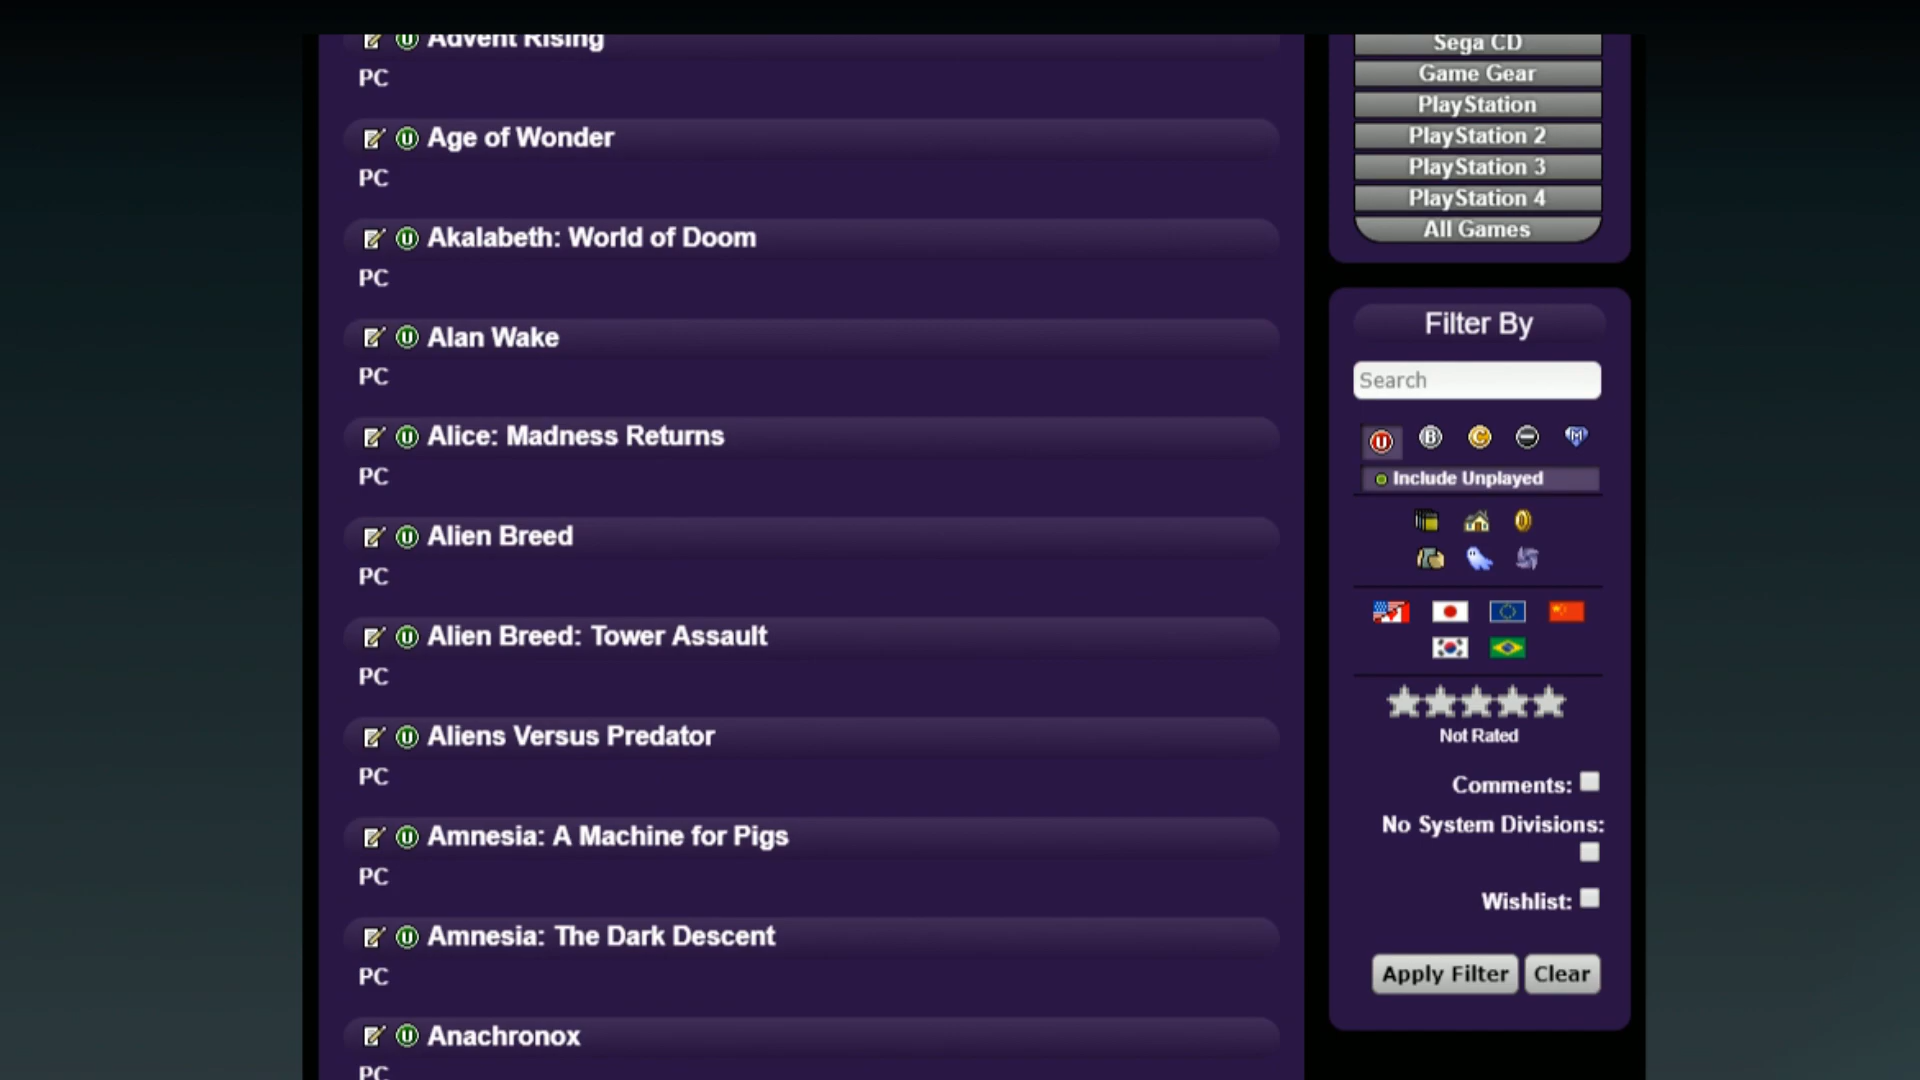 Advent Rising
PC
Age of Wonder
PC
Akalabeth: World of Doom
PC
Alan Wake
PC
Alice: Madness Returns
PC
Alien Breed
PC
Alien Breed: Tower Assault
PC
Aliens Versus Predator
PC
Amnesia: A Machine for Pigs
PC
Amnesia: The Dark Descent
PC
Anachronox
PC
Sega CD
Game Gear
PlayStation
PlayStation 2
PlayStation 3
PlayStation 4
All Games
Filter By
Search
U B C M
Include Unplayed
Not Rated
Comments:
No System Divisions:
Wishlist:
Apply Filter Clear